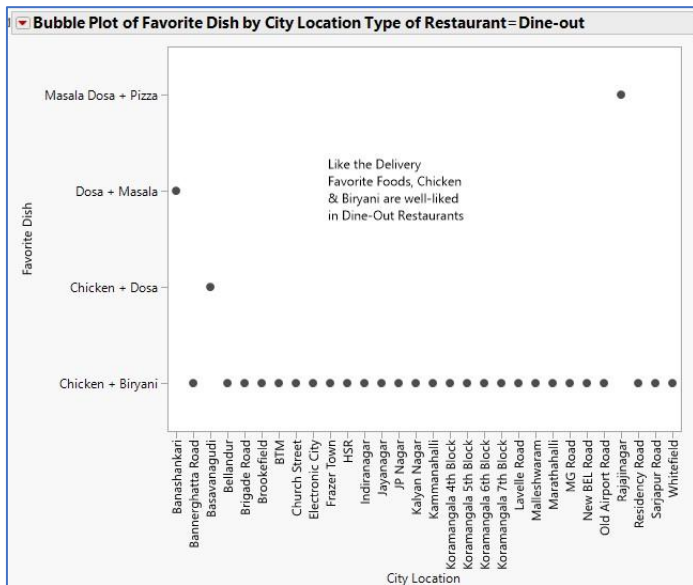 Bubble Plot of Favorite Dish by City Location Type of Restaurant=Dine-out
Favorite Dish
Masala Dosa + Pizza
Dosa + Masala
Chicken + Dosa
Chicken + Biryani
Like the Delivery
Favorite Foods, Chicken
& Biryani are well-liked
in Dine-Out Restaurants
Banashankari
Bannerghatta Road
Basavanagudi
Bellandur
Brigade Road
Brookefield
BTM
Church Street
Electronic City
Frazer Town
HSR
Indiranagar
Jayanagar
JP Nagar
Kalyan Nagar
Kammanahalli
Koramangala 4th Block
Koramangala 5th Block
Koramangala 6th Block
Koramangala 7th Block
Lavelle Road
Malleshwaram
Marathahalli
MG Road
New BEL Road
Old Airport Road
Rajajinagar
Residency Road
Sarjapur Road
Whitefield
City Location